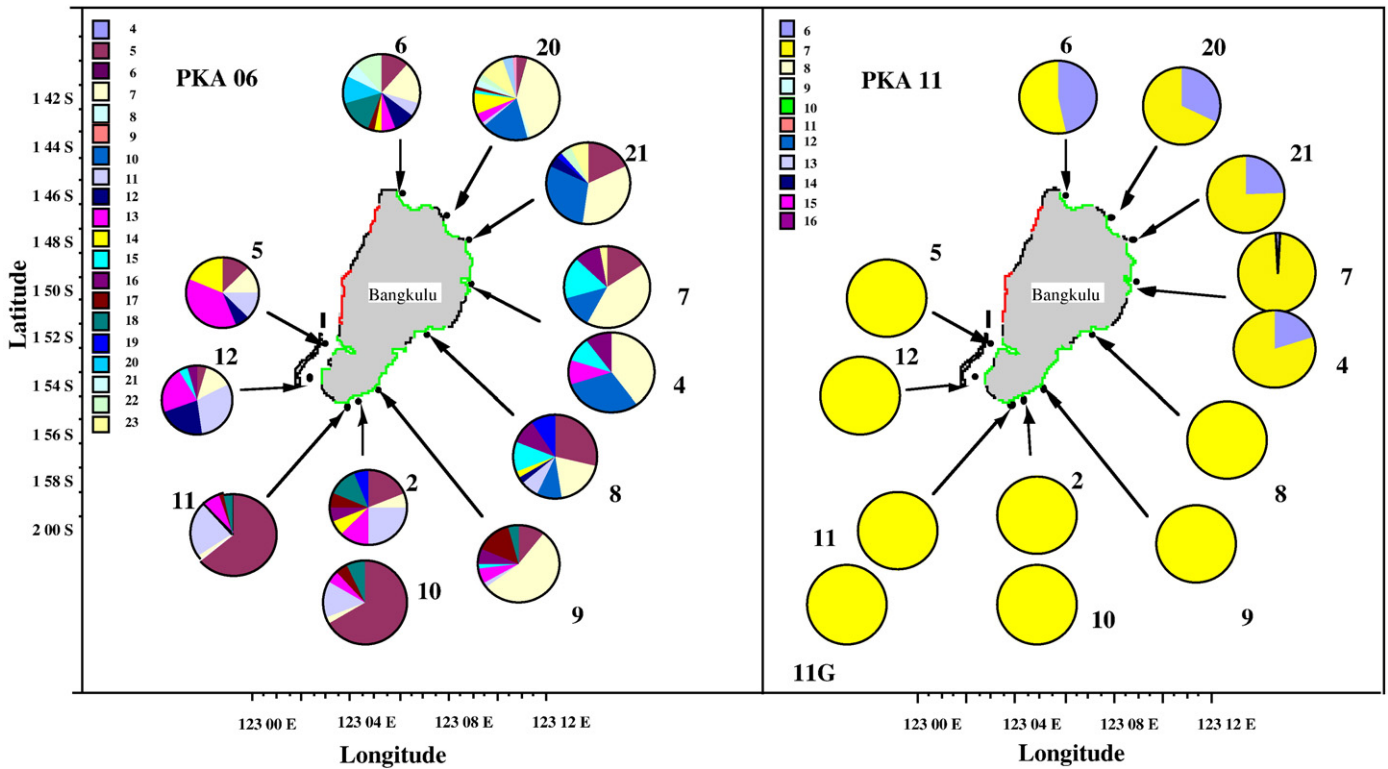 PKA 06
4
5
6
7
8
9
10
11
12
13
14
15
16
17
18
19
20
21
22
23
6
20
21
7
4
8
9
2
10
11
12
5
Bangkulu
Latitude
1 42 S
1 44 S
1 46 S
1 48 S
1 50 S
1 52 S
1 54 S
1 56 S
1 58 S
2 00 S
123 00 E
123 04 E
123 08 E
123 12 E
Longitude
PKA 11
6
7
8
9
10
11
12
13
14
15
16
6
20
21
7
4
8
9
2
10
11
11G
12
5
Bangkulu
123 00 E
123 04 E
123 08 E
123 12 E
Longitude